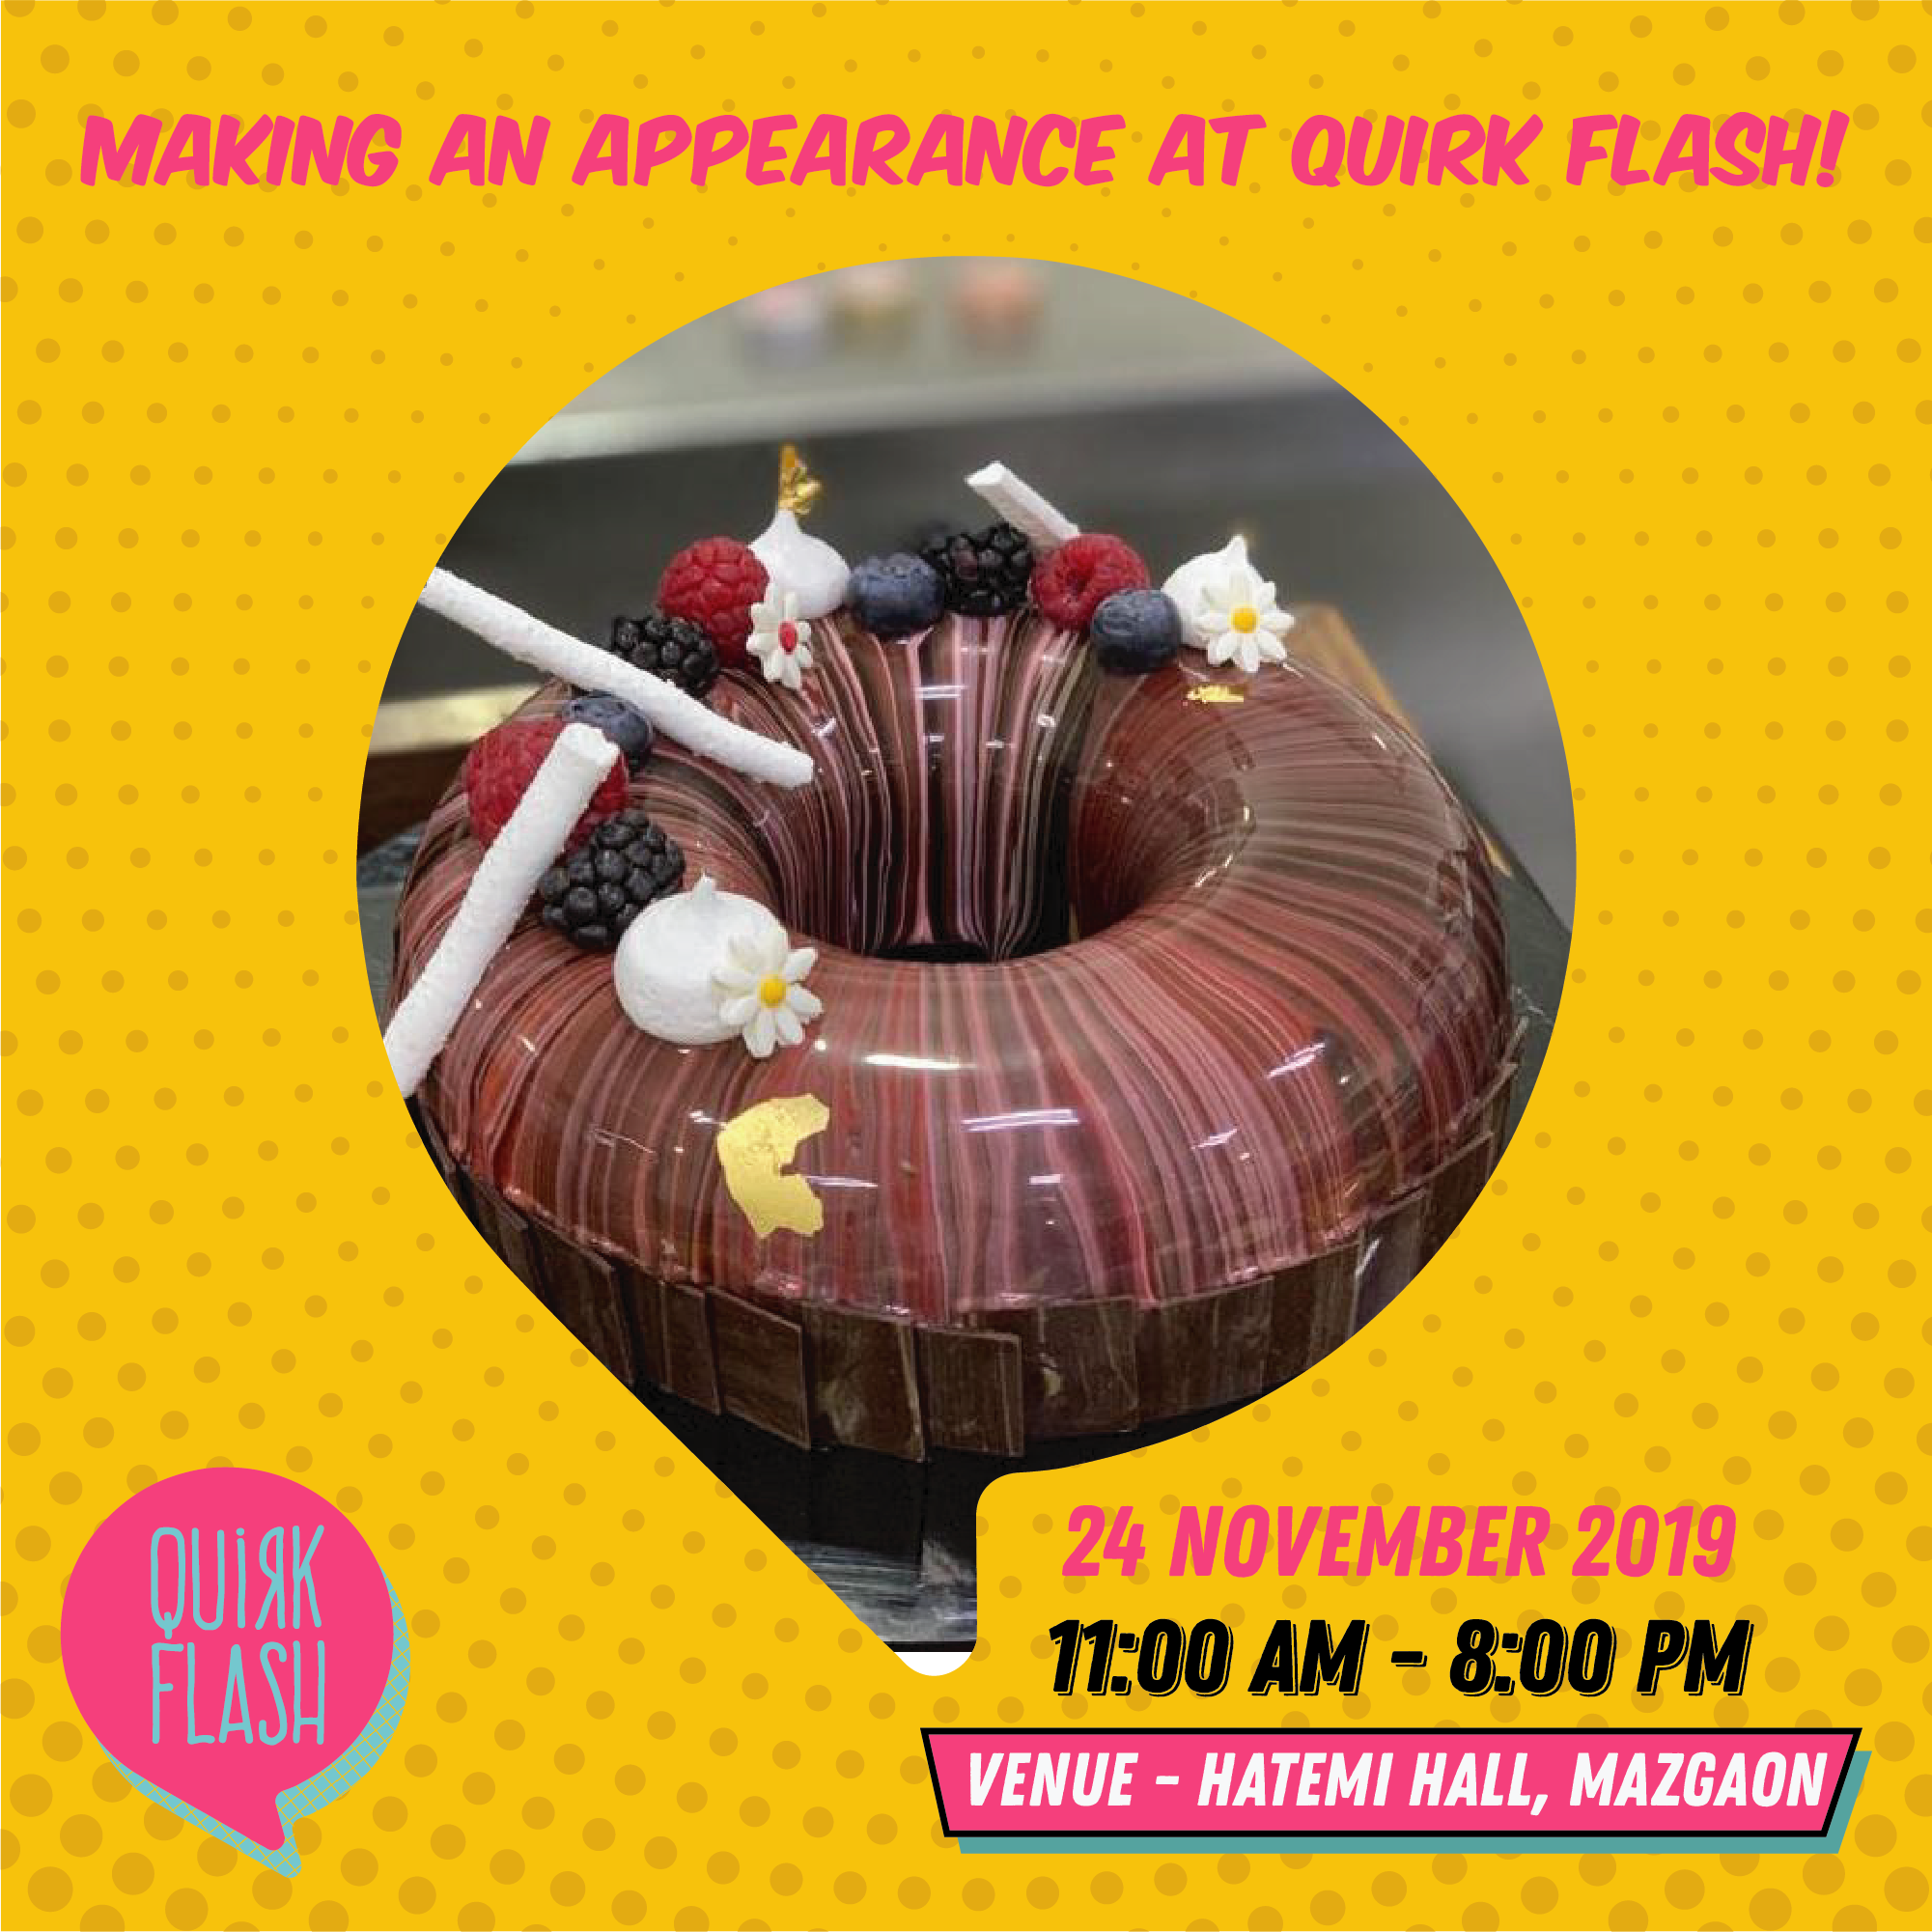 MAKING AN APPEARANCE AT QUIRK FLASH!
24 NOVEMBER 2019
11:00 AM - 8:00 PM
VENUE - HATEMI HALL, MAZGAON
QUiRK
FLASH